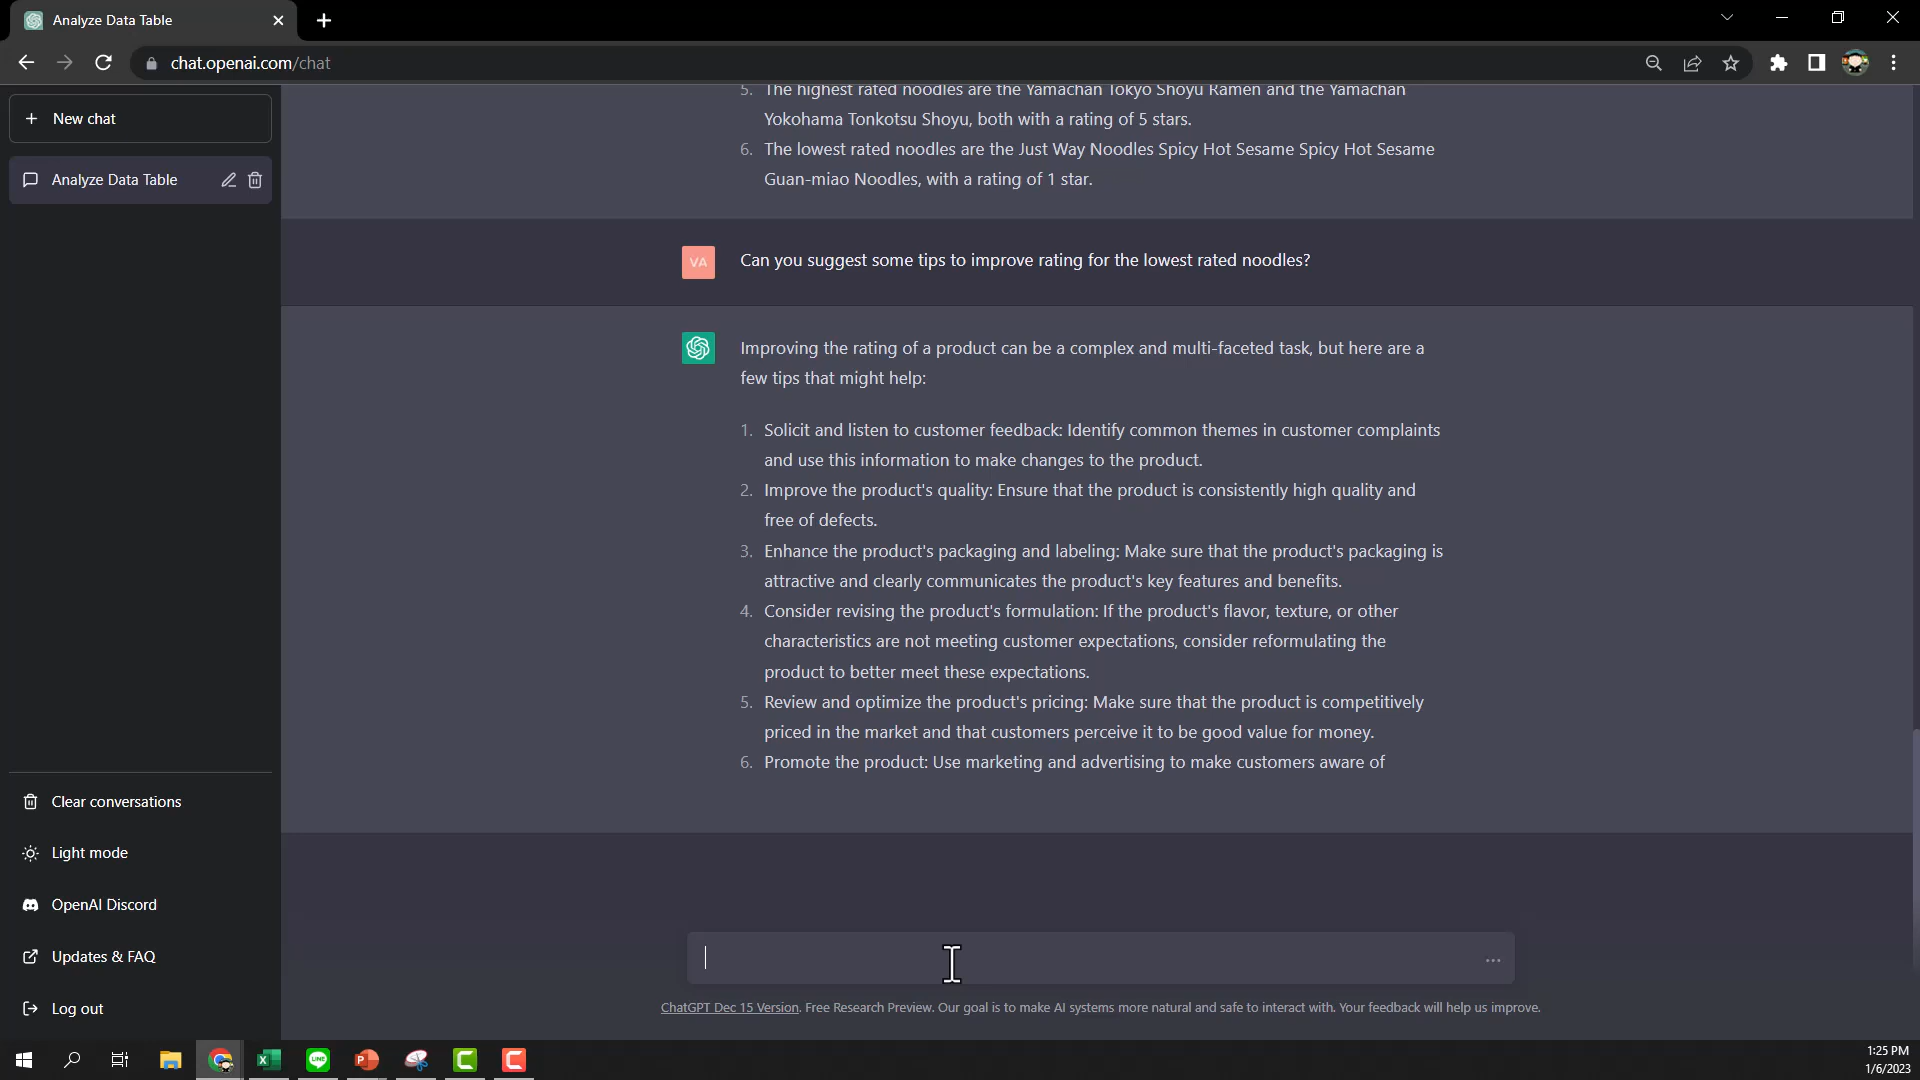 Analyze Data Table
chat.openai.com/chat
New chat
Analyze Data Table
5. The highest rated noodles are the Yamachan Tokyo Shoyu Ramen and the Yamachan
Yokohama Tonkotsu Shoyu, both with a rating of 5 stars.
6. The lowest rated noodles are the Just Way Noodles Spicy Hot Sesame Spicy Hot Sesame
Guan-miao Noodles, with a rating of 1 star.
VA
Can you suggest some tips to improve rating for the lowest rated noodles?
Improving the rating of a product can be a complex and multi-faceted task, but here are a
few tips that might help:
1. Solicit and listen to customer feedback: Identify common themes in customer complaints
and use this information to make changes to the product.
2. Improve the product's quality: Ensure that the product is consistently high quality and
free of defects.
3. Enhance the product's packaging and labeling: Make sure that the product's packaging is
attractive and clearly communicates the product's key features and benefits.
4. Consider revising the product's formulation: If the product's flavor, texture, or other
characteristics are not meeting customer expectations, consider reformulating the
product to better meet these expectations.
5. Review and optimize the product's pricing: Make sure that the product is competitively
priced in the market and that customers perceive it to be good value for money.
6. Promote the product: Use marketing and advertising to make customers aware of
Clear conversations
Light mode
OpenAI Discord
Updates & FAQ
Log out
ChatGPT Dec 15 Version. Free Research Preview. Our goal is to make AI systems more natural and safe to interact with. Your feedback will help us improve.
1:25 PM
1/6/2023